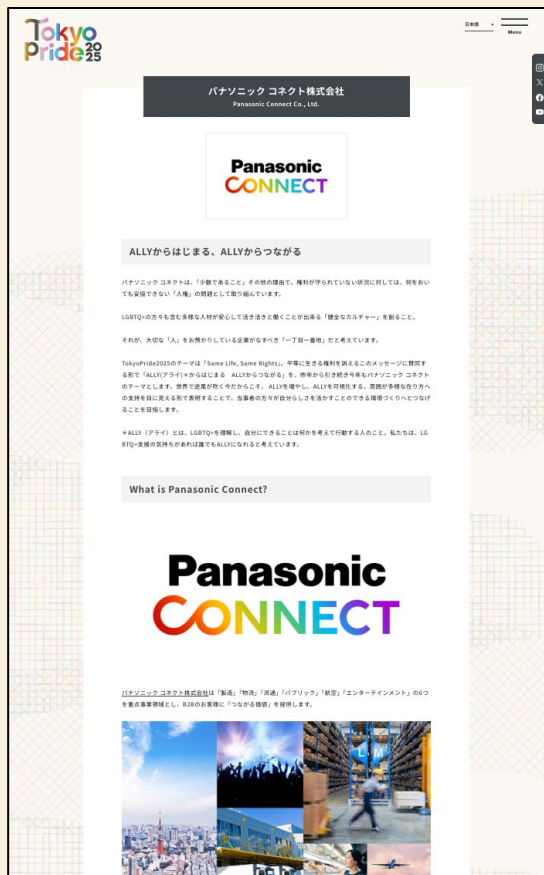 Tokyo
Pride 2025
日本語
Menu
パナソニック コネクト株式会社
Panasonic Connect Co., Ltd.
Panasonic
CONNECT
ALLYからはじまる、ALLYからつながる
パナソニック コネクトは、「少数であること」その他の理由で、権利が守られていない状況に対しては、何をおい
ても妥協できない「人権」の問題として取り組んでいます。
LGBTQ+の方々も含む多様な人材が安心して活き活きと働くことが出来る「健全なカルチャー」を創ること。
それが、大切な「人」をお預かりしている企業がなすべき「一丁目一番地」だと考えています。
TokyoPride2025のテーマは「Same Life, Same Rights」。平等に生きる権利を訴えるこのメッセージに賛同す
る形で「ALLY(アライ)＊からはじまる　ALLYからつながる」を、昨年から引き続き今年もパナソニック コネクト
のテーマとします。世界で逆風が吹く今だからこそ、ALLYを増やし、ALLYを可視化する。周囲が多様な在り方へ
の支持を目に見える形で表明することで、当事者の方々が自分らしさを活かすことのできる環境づくりへとつなげ
ることを目指します。
＊ALLY（アライ）とは、LGBTQ+を理解し、自分にできることは何かを考えて行動する人のこと。私たちは、LG
BTQ+支援の気持ちがあれば誰でもALLYになれると考えています。
What is Panasonic Connect?
Panasonic
CONNECT
パナソニック コネクト株式会社は「製造」「物流」「流通」「パブリック」「航空」「エンターテインメント」の6つ
を重点事業領域とし、B2Bのお客様に「つながる価値」を提供します。
L M